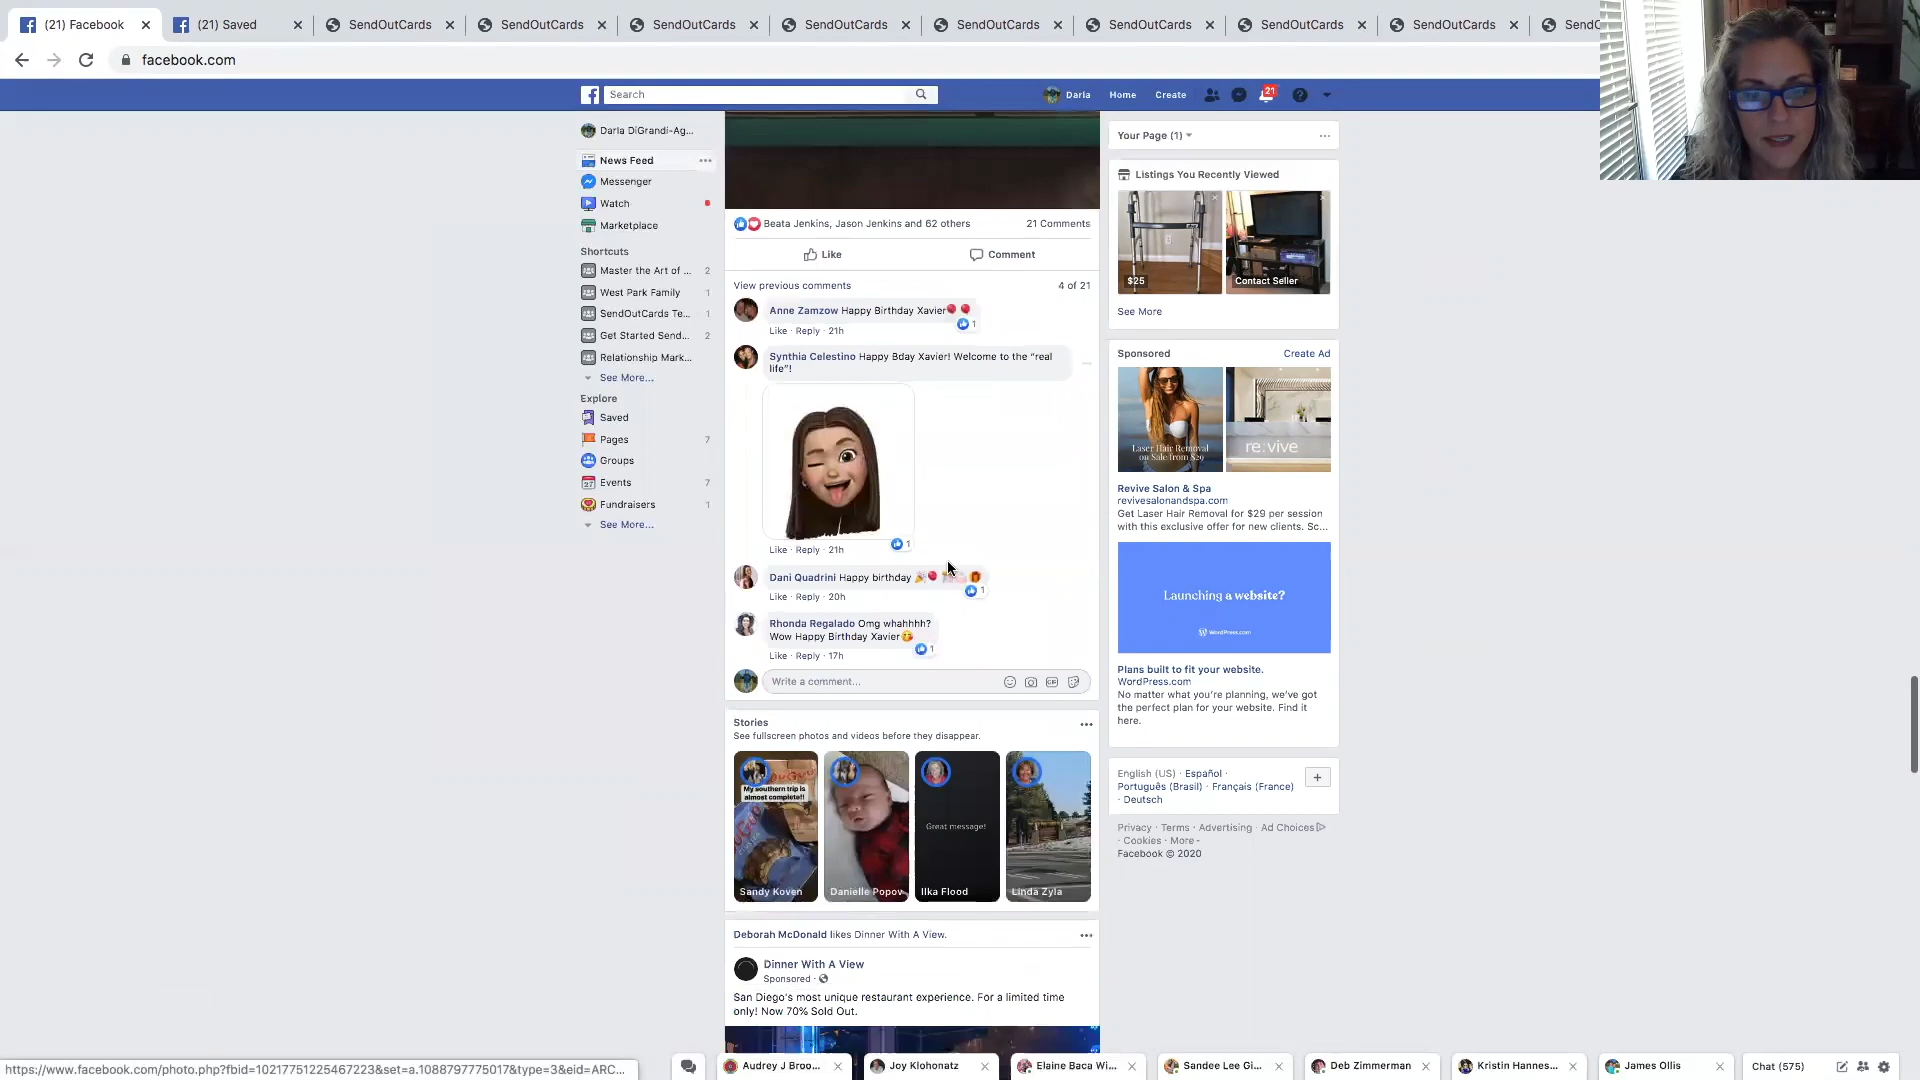 (21) Facebook
(21) Saved
SendOutCards
SendOutCards
SendOutCards
SendOutCards
SendOutCards
SendOutCards
SendOutCards
SendOutCards
facebook.com
Search
Darla
Home
Create
21
Darla DiGrandi-Ag...
News Feed
Messenger
Watch
Marketplace
Shortcuts
Master the Art of ... 2
West Park Family 1
SendOutCards Te... 1
Get Started Send... 2
Relationship Mark...
See More...
Explore
Saved
Pages 7
Groups
Events 7
Fundraisers 1
See More...
Beata Jenkins, Jason Jenkins and 62 others 21 Comments
Like Comment
View previous comments 4 of 21
Anne Zamzow Happy Birthday Xavier🎈🎈
1
Like · Reply · 21h
Synthia Celestino Happy Bday Xavier! Welcome to the “real
life”!
1
Like · Reply · 21h
Dani Quadrini Happy birthday
1
Like · Reply · 20h
Rhonda Regalado Omg whahhhh?
Wow Happy Birthday Xavier
1
Like · Reply · 17h
Write a comment...
GIF
Stories
See fullscreen photos and videos before they disappear.
My southern trip is
almost complete!!
Great message!
Sandy Koven
Danielle Popov
Ilka Flood
Linda Zyla
Deborah McDonald likes Dinner With A View.
Dinner With A View
Sponsored ·
San Diego's most unique restaurant experience. For a limited time
only! Now 70% Sold Out.
Your Page (1)
Listings You Recently Viewed
$25
Contact Seller
See More
Sponsored Create Ad
Laser Hair Removal
on Sale from $29
re:vive
Revive Salon & Spa
revivesalonandspa.com
Get Laser Hair Removal for $29 per session
with this exclusive offer for new clients. Sc...
Launching a website?
WordPress.com
Plans built to fit your website.
WordPress.com
No matter what you're planning, we've got
the perfect plan for your website. Find it
here.
English (US) · Español ·
Português (Brasil) · Français (France)
· Deutsch
Privacy · Terms · Advertising · Ad Choices
· Cookies · More
Facebook © 2020
https://www.facebook.com/photo.php?fbid=10217751225467223&set=a.1088797775017&type=3&eid=ARC...
Audrey J Broo...
Joy Klohonatz
Elaine Baca Wi...
Sandee Lee Gi...
Deb Zimmerman
Kristin Hannes...
James Ollis
Chat (575)